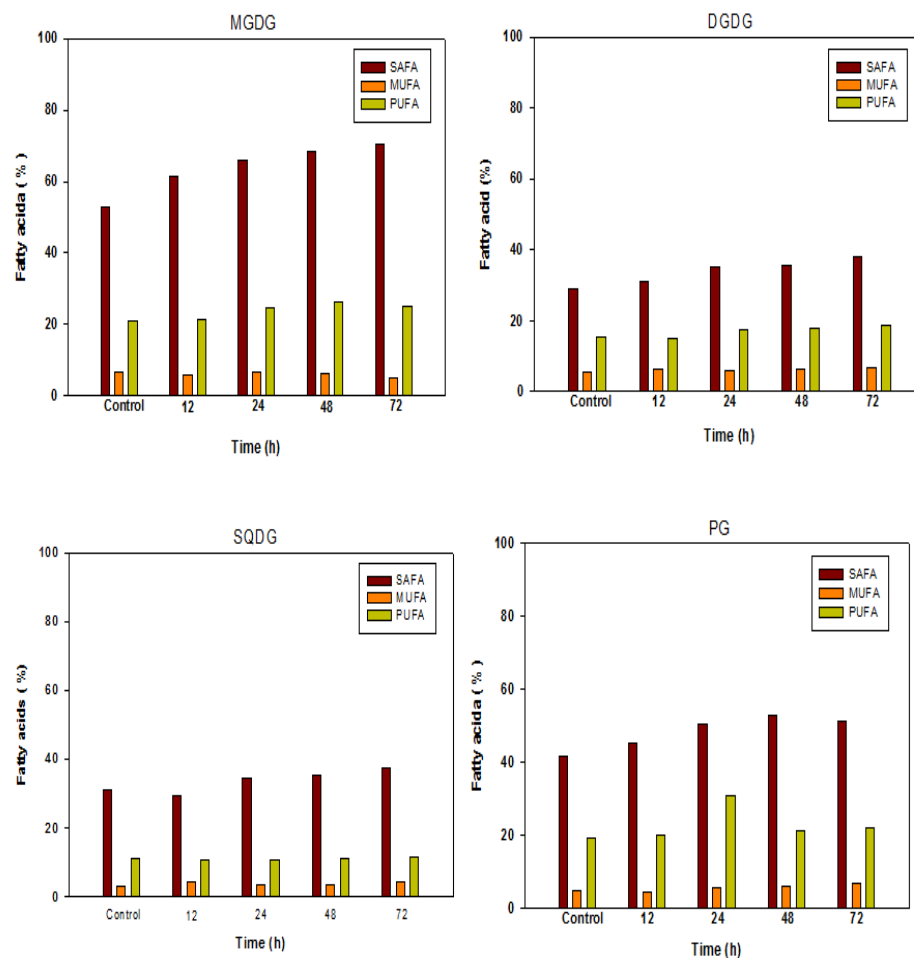 MGDG
100
80
60
40
20
0
Fatty acida ( % )
SAFA
MUFA
PUFA
Control 12 24 48 72
Time (h)
DGDG
100
80
60
40
20
0
Fatty acid (%)
SAFA
MUFA
PUFA
Control 12 24 48 72
Time (h)
SQDG
100
80
60
40
20
0
Fatty acids ( %)
SAFA
MUFA
PUFA
Control 12 24 48 72
Time (h)
PG
100
80
60
40
20
0
Fatty acida ( % )
SAFA
MUFA
PUFA
Control 12 24 48 72
Time (h)